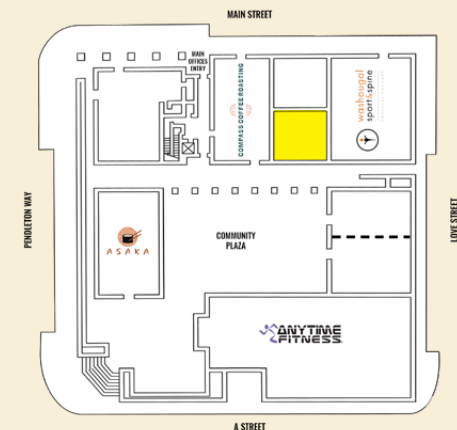 MAIN STREET
MAIN
OFFICES
ENTRY
COMPASS COFFEE ROASTING
washougal
sport&spine
PENDLETON WAY
LOVE STREET
ASAKA
COMMUNITY
PLAZA
ANYTIME
FITNESS
A STREET